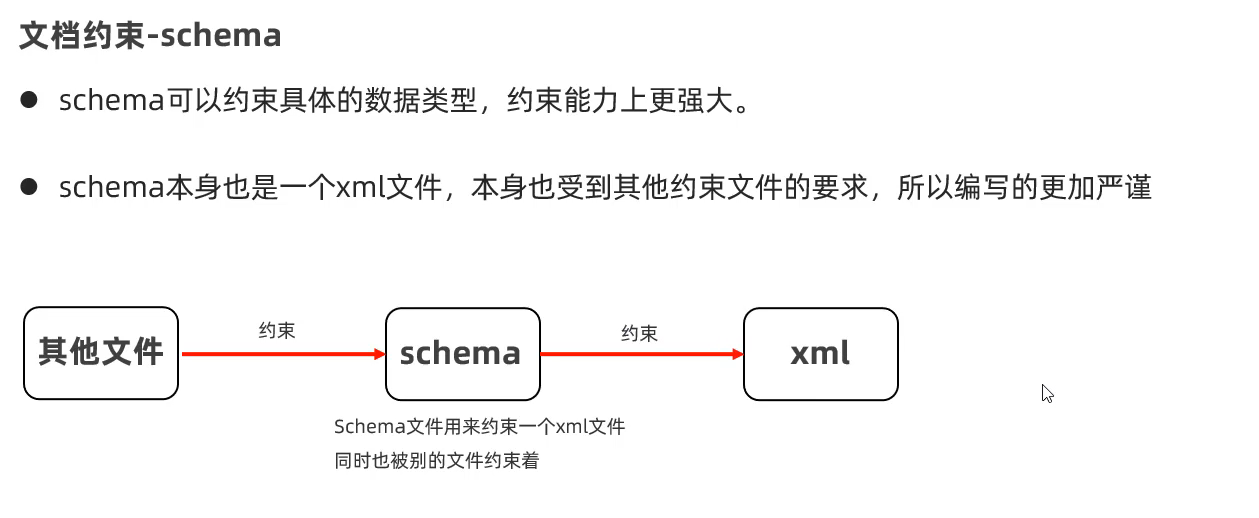 文档约束-schema
● schema可以约束具体的数据类型，约束能力上更强大。
● schema本身也是一个xml文件，本身也受到其他约束文件的要求，所以编写的更加严谨
其他文件
约束
schema
约束
xml
Schema文件用来约束一个xml文件
同时也被别的文件约束着